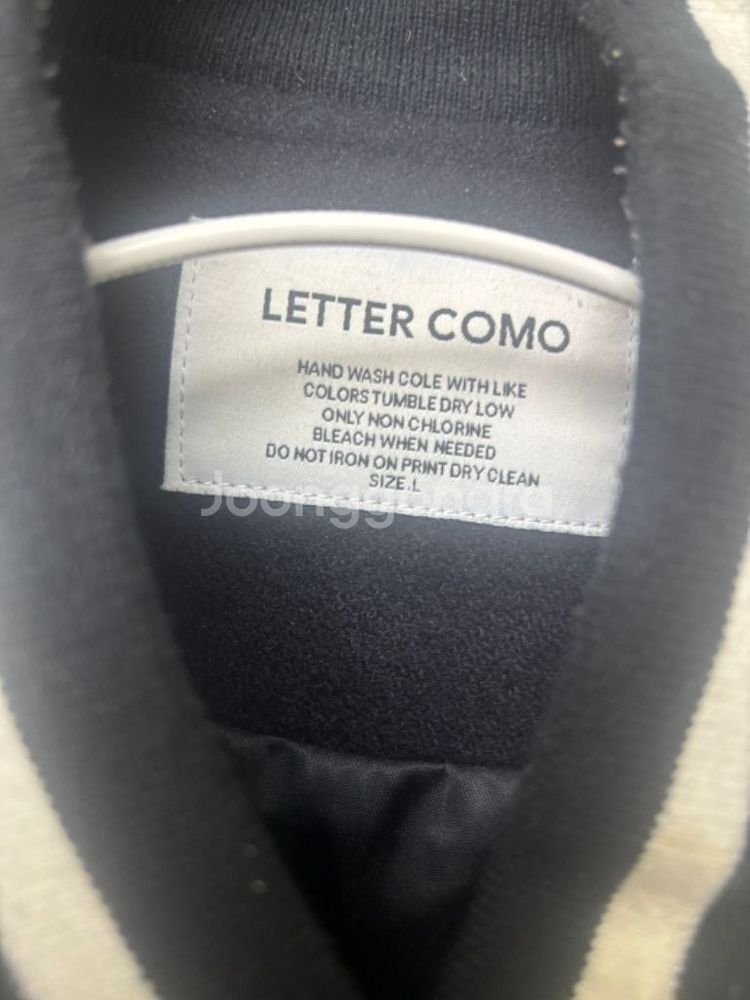 LETTER COMO
HAND WASH COLE WITH LIKE
COLORS TUMBLE DRY LOW
ONLY NON CHLORINE
BLEACH WHEN NEEDED
DO NOT IRON ON PRINT DRY CLEAN
SIZE.L
Joonggonara